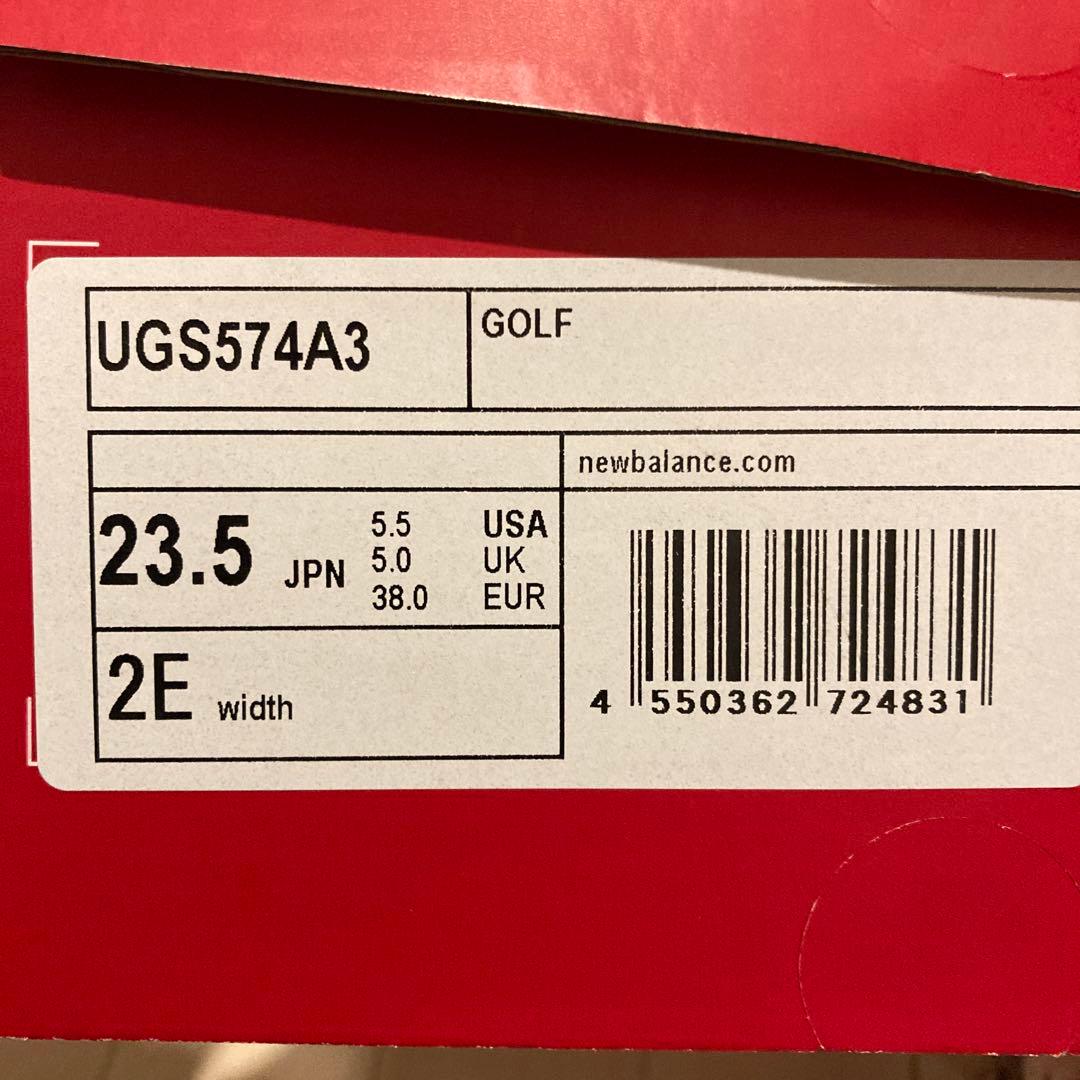 UGS574A3
GOLF
newbalance.com
23.5 JPN
5.5 USA
5.0 UK
38.0 EUR
2E width
4 550362 724831